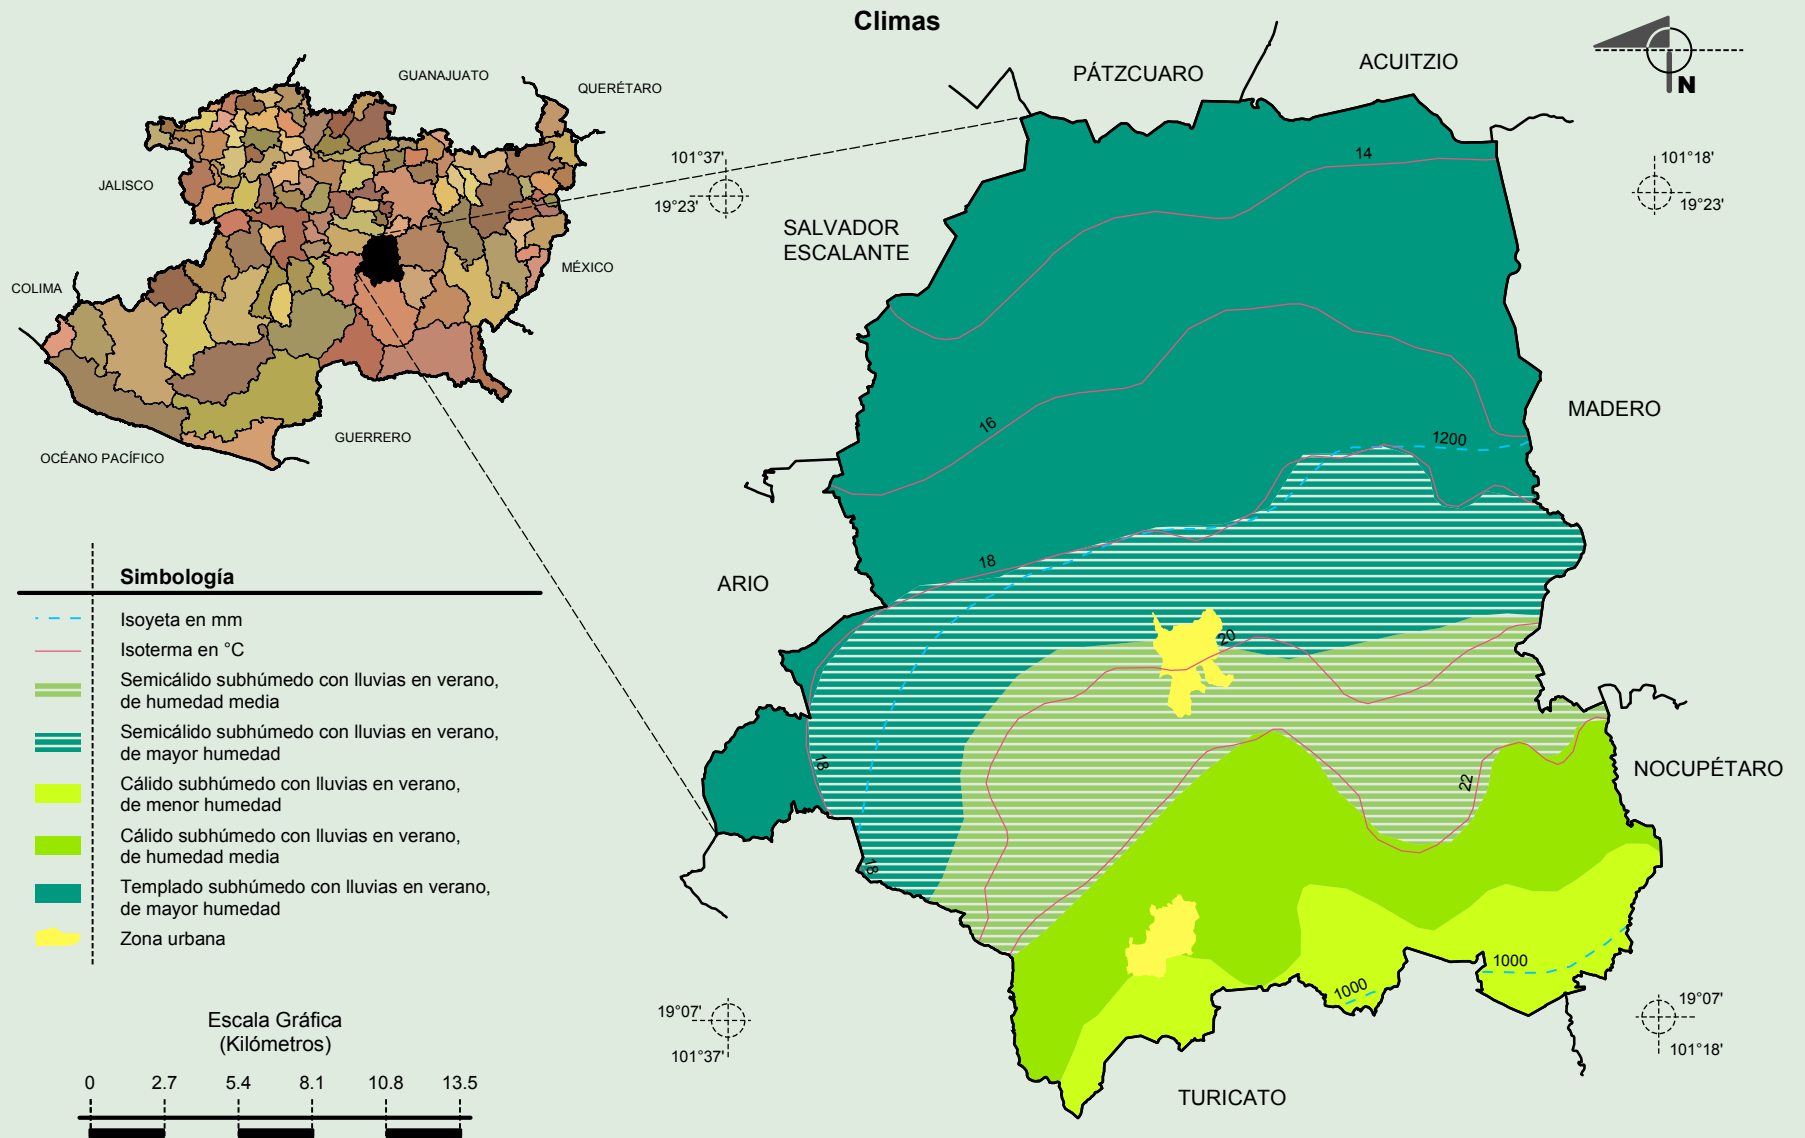 Climas
GUANAJUATO
QUERÉTARO
JALISCO
COLIMA
MÉXICO
GUERRERO
OCÉANO PACÍFICO
PÁTZCUARO
ACUITZIO
N
101°37'
19°23'
101°18'
19°23'
SALVADOR
ESCALANTE
14
16
MADERO
1200
18
ARIO
20
18
22
NOCUPÉTARO
18
1000
1000
19°07'
101°37'
19°07'
101°18'
TURICATO
Simbología
Isoyeta en mm
Isoterma en °C
Semicálido subhúmedo con lluvias en verano,
de humedad media
Semicálido subhúmedo con lluvias en verano,
de mayor humedad
Cálido subhúmedo con lluvias en verano,
de menor humedad
Cálido subhúmedo con lluvias en verano,
de humedad media
Templado subhúmedo con lluvias en verano,
de mayor humedad
Zona urbana
Escala Gráfica
(Kilómetros)
0 2.7 5.4 8.1 10.8 13.5